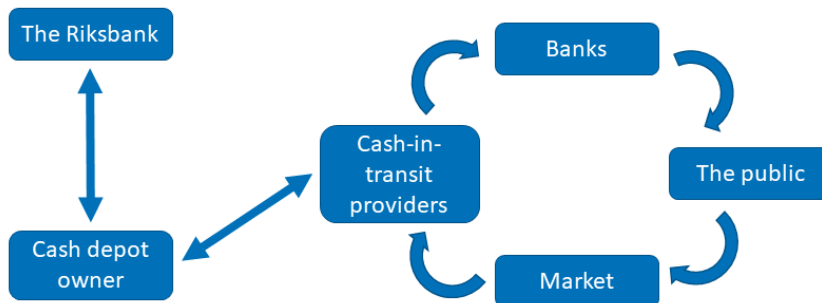 The Riksbank
Banks
Cash-in-
transit
providers
The public
Cash depot
owner
Market